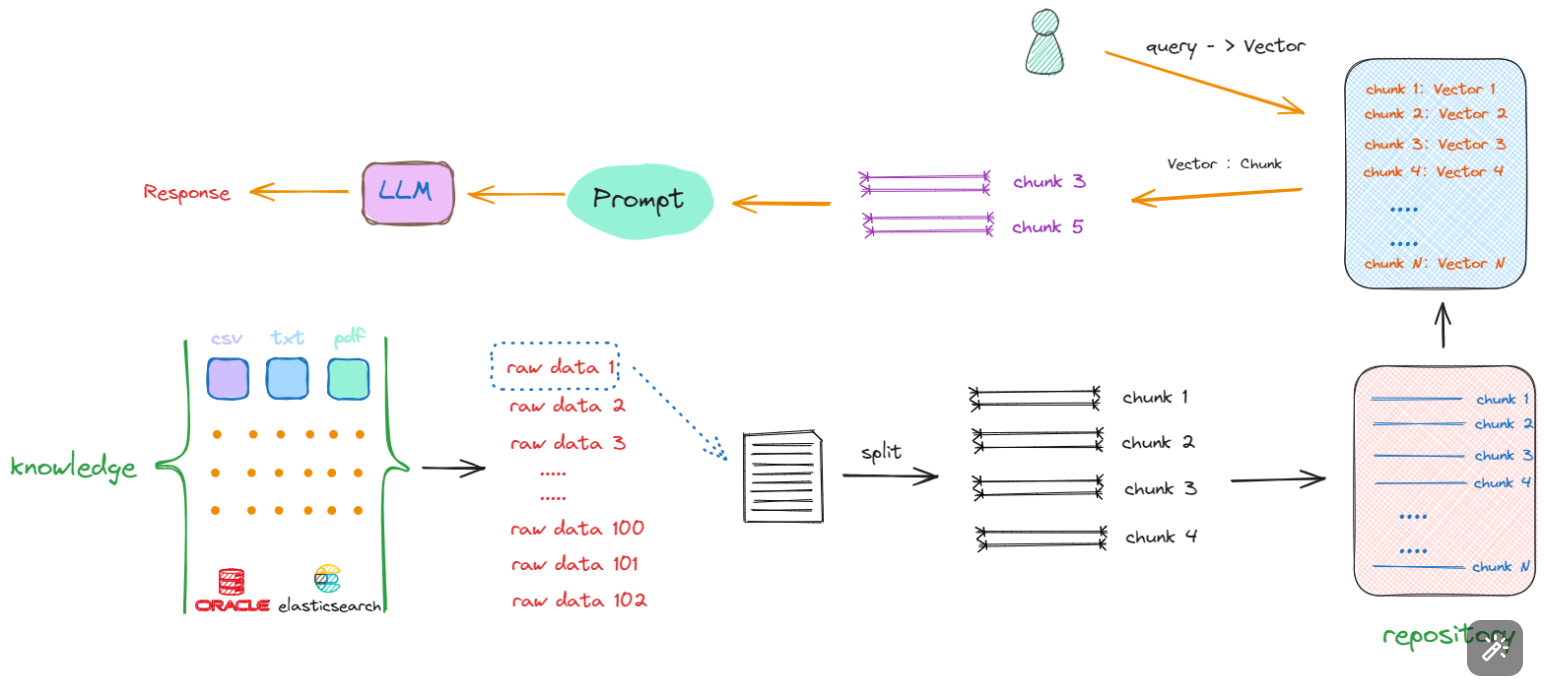 query - > Vector
chunk 1: Vector 1
chunk 2: Vector 2
chunk 3: Vector 3
chunk 4: Vector 4
....
....
chunk N: Vector N
Vector : Chunk
chunk 3
chunk 5
Prompt
LLM
Response
knowledge
csv txt pdf
ORACLE elasticsearch
raw data 1
raw data 2
raw data 3
.....
.....
raw data 100
raw data 101
raw data 102
split
chunk 1
chunk 2
chunk 3
chunk 4
chunk 1
chunk 2
chunk 3
chunk 4
....
....
chunk N
repository